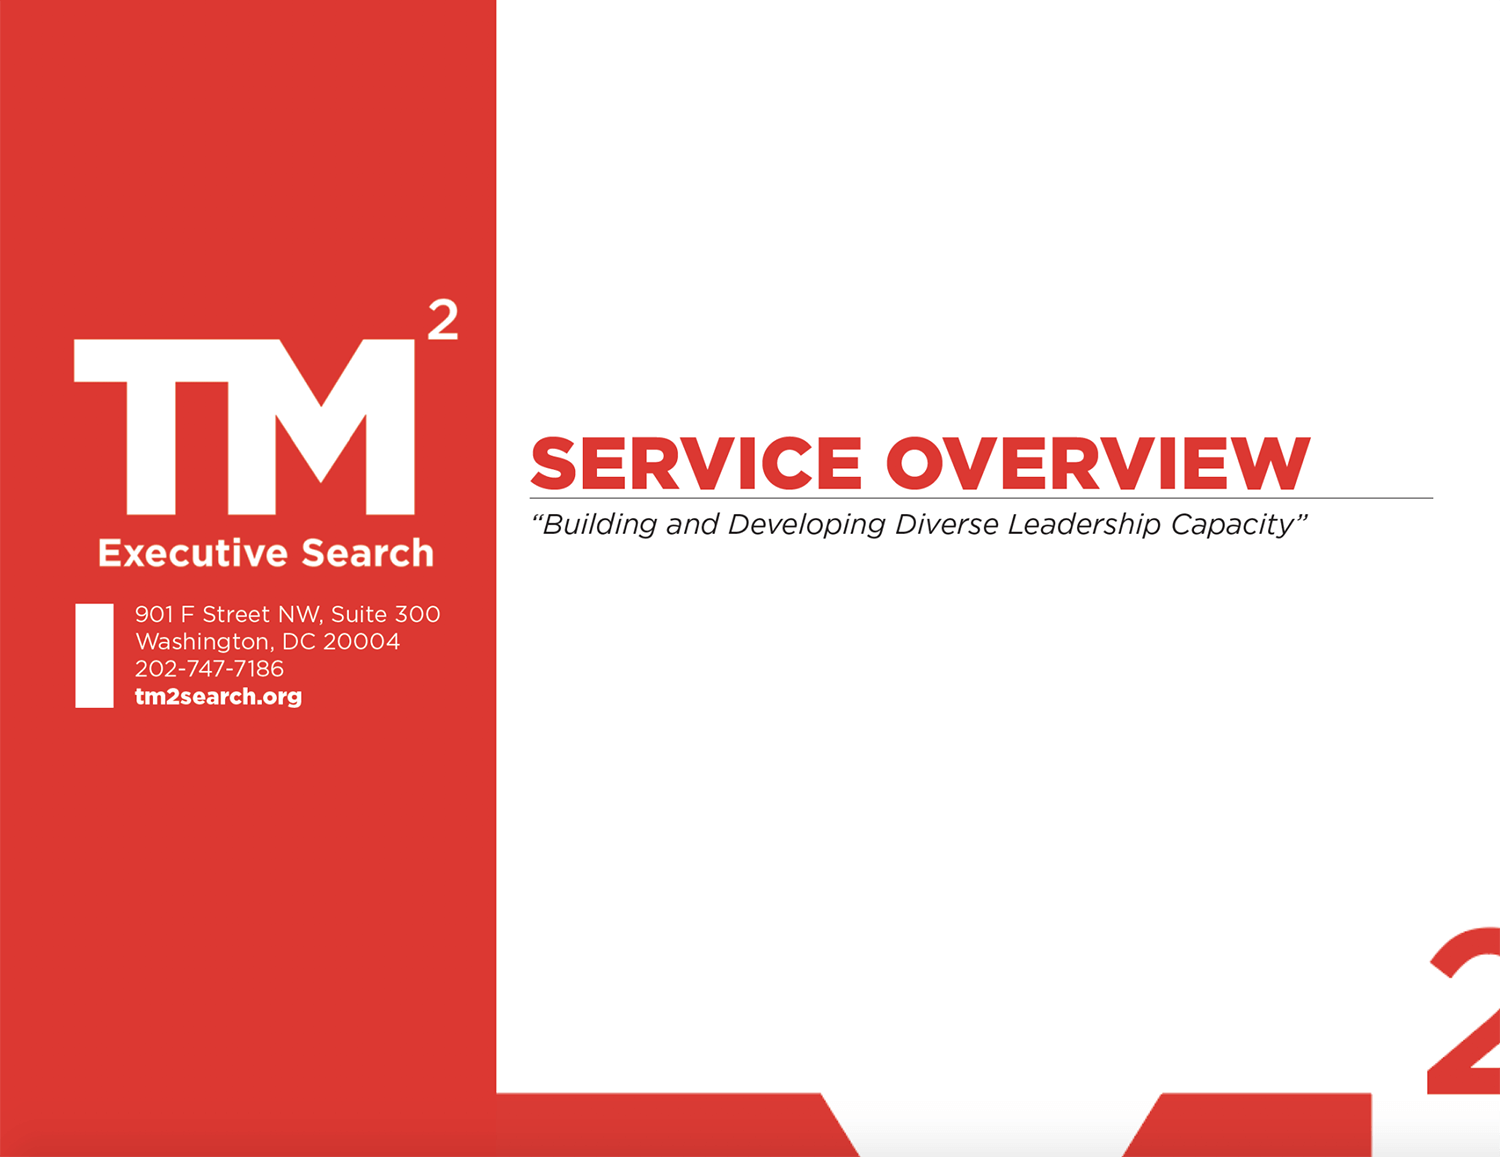 TM²
Executive Search
901 F Street NW, Suite 300
Washington, DC 20004
202-747-7186
tm2search.org
SERVICE OVERVIEW
“Building and Developing Diverse Leadership Capacity”
2